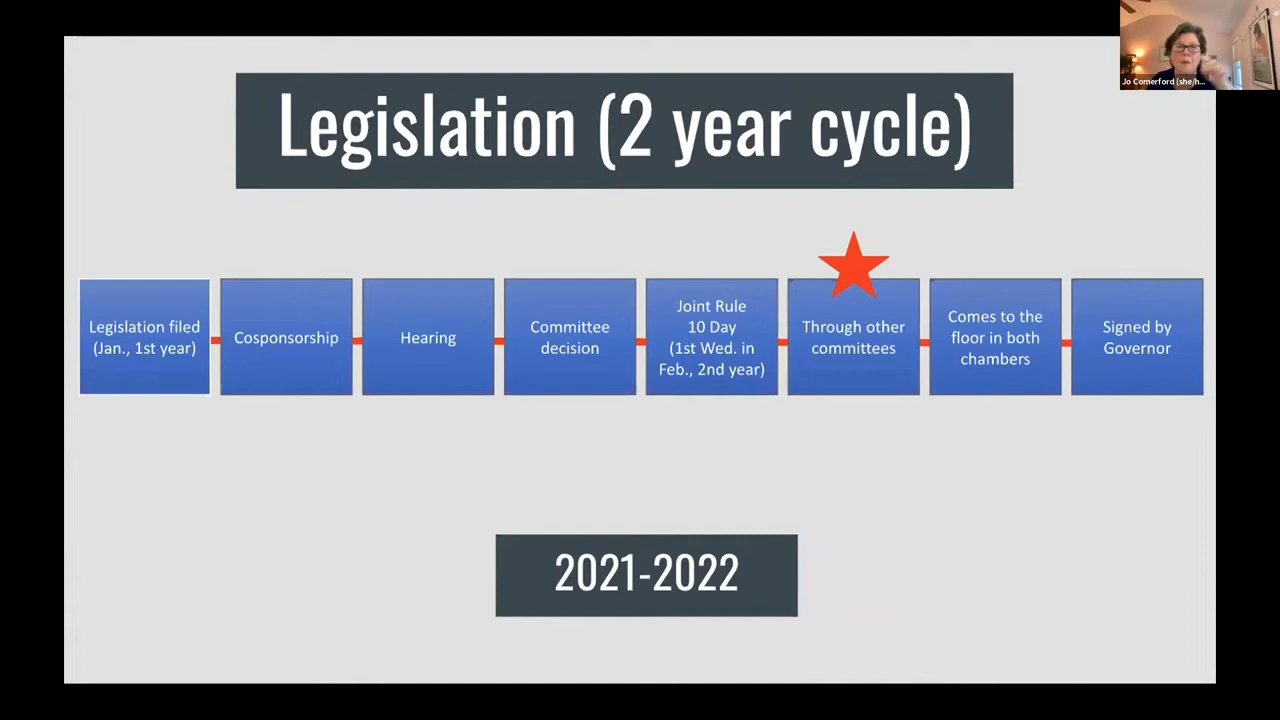 Jo Comerford (she/h...
Legislation (2 year cycle)
Legislation filed
(Jan., 1st year)
Cosponsorship
Hearing
Committee
decision
Joint Rule
10 Day
(1st Wed. in
Feb., 2nd year)
Through other
committees
Comes to the
floor in both
chambers
Signed by
Governor
2021-2022